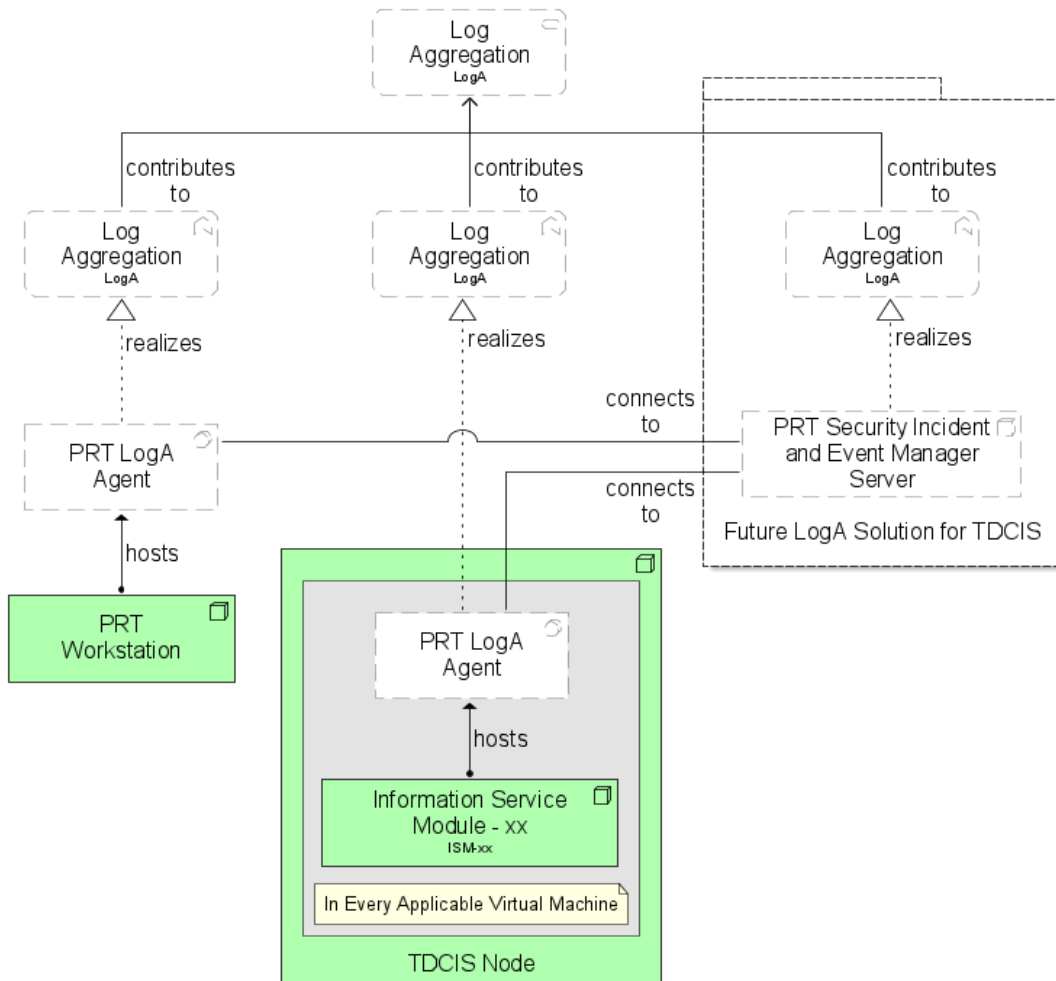 Log
Aggregation
LogA
contributes
to
contributes
to
contributes
to
Log
Aggregation
LogA
Log
Aggregation
LogA
Log
Aggregation
LogA
realizes
realizes
realizes
connects
to
PRT LogA
Agent
PRT Security Incident
and Event Manager
Server
connects
to
Future LogA Solution for TDCIS
hosts
PRT
Workstation
PRT LogA
Agent
hosts
Information Service
Module - xx
ISM-xx
In Every Applicable Virtual Machine
TDCIS Node